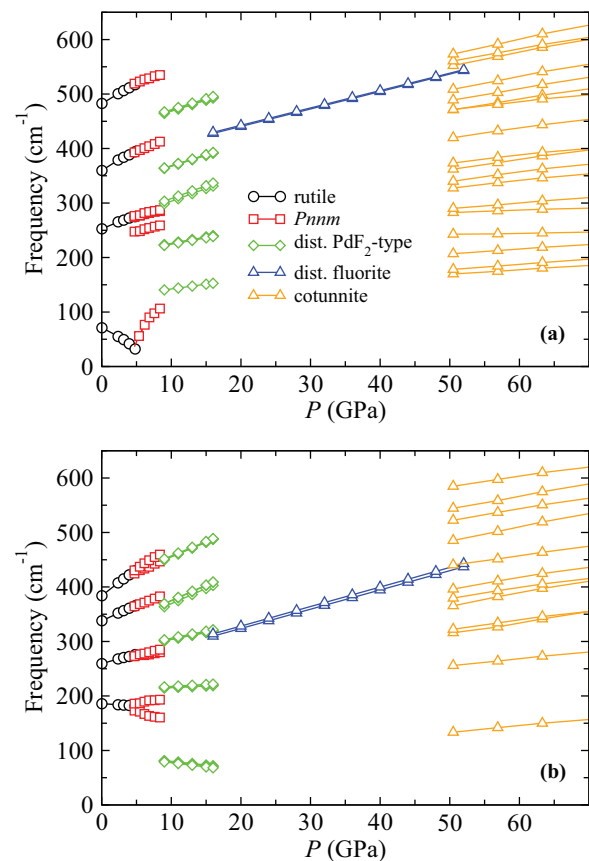 600
500
400
300
200
100
0
Frequency (cm⁻¹)
rutile
Pnnm
dist. PdF₂-type
dist. fluorite
cotunnite
(a)
0 10 20 30 40 50 60
P (GPa)
600
500
400
300
200
100
0
Frequency (cm⁻¹)
(b)
0 10 20 30 40 50 60
P (GPa)